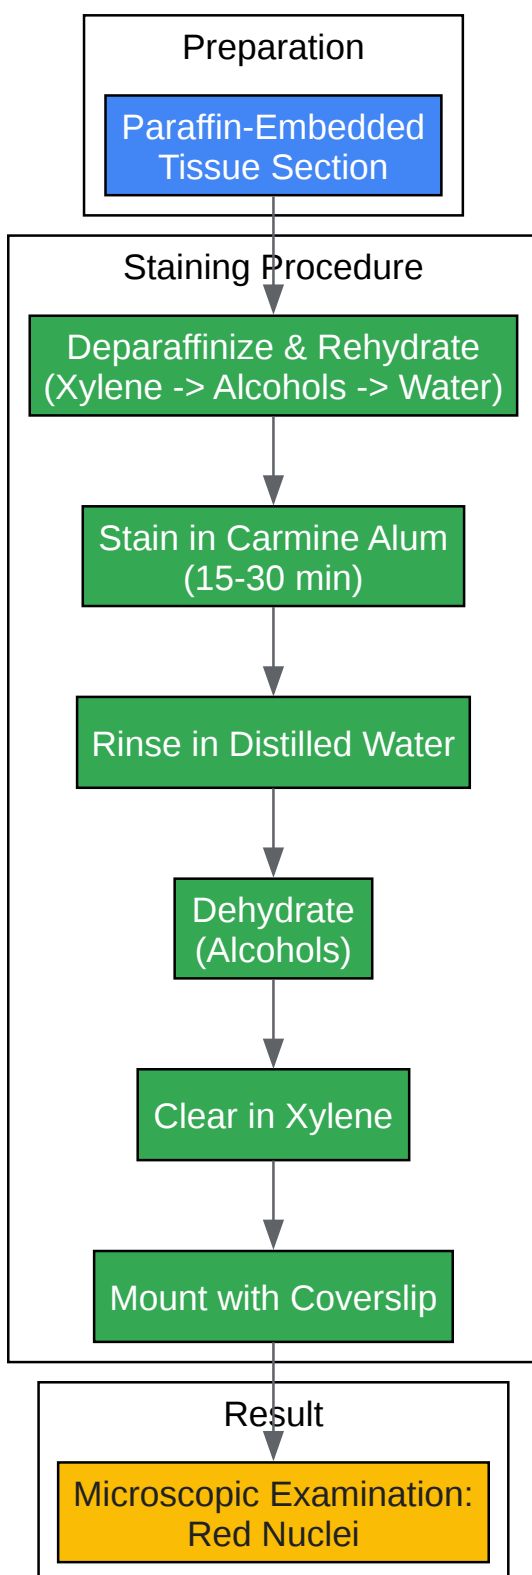 Preparation
Paraffin-Embedded
Tissue Section
Staining Procedure
Deparaffinize & Rehydrate
(Xylene -> Alcohols -> Water)
Stain in Carmine Alum
(15-30 min)
Rinse in Distilled Water
Dehydrate
(Alcohols)
Clear in Xylene
Mount with Coverslip
Result
Microscopic Examination:
Red Nuclei